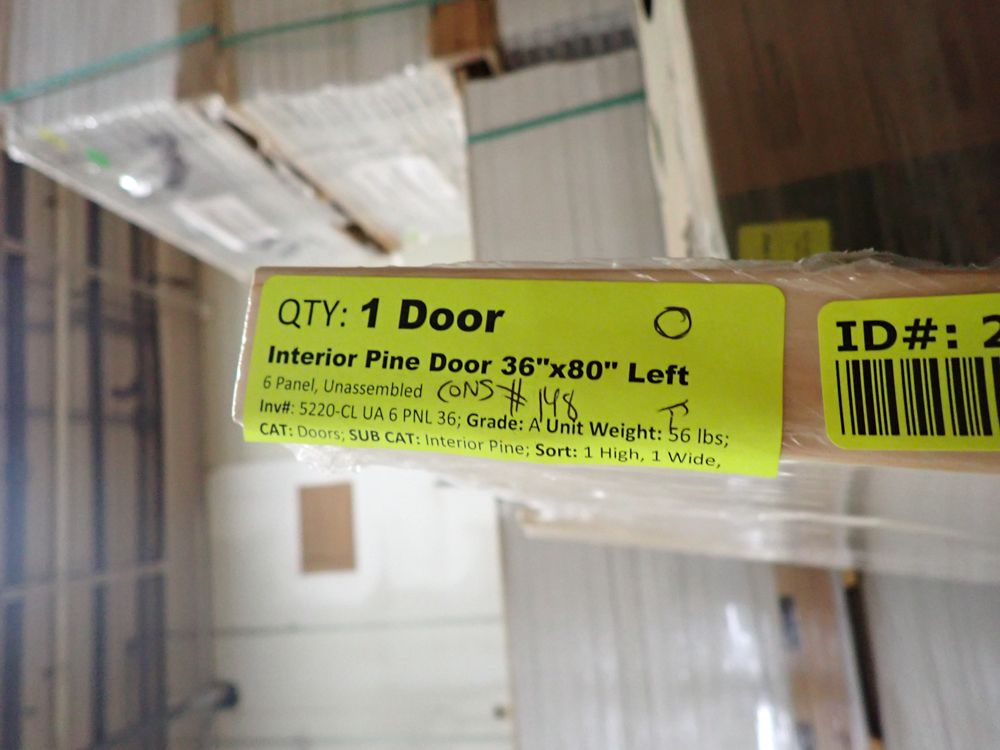 QTY: 1 Door
Interior Pine Door 36"x80" Left
6 Panel, Unassembled CONS # 148
Inv#: 5220-CL UA 6 PNL 36; Grade: A Unit Weight: 56 lbs;
CAT: Doors; SUB CAT: Interior Pine; Sort: 1 High, 1 Wide,
ID#: 2